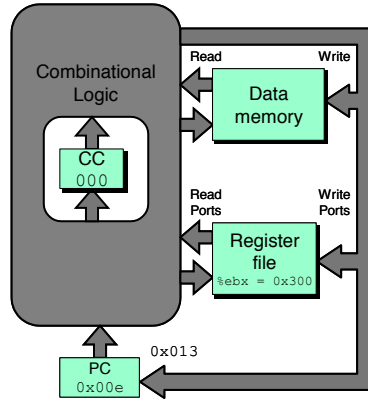 Read
Write
Combinational
Logic
Data
memory
CC
000
Read
Ports
Write
Ports
Register
file
%ebx = 0x300
0x013
PC
0x00e